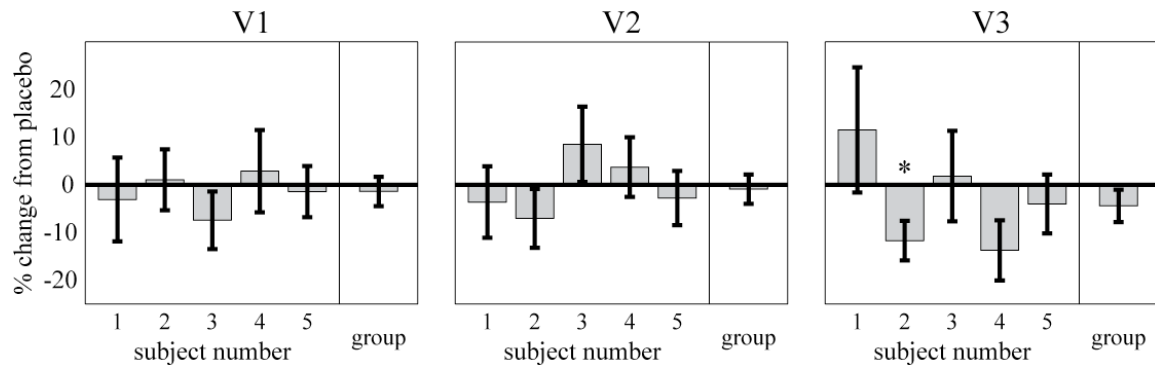 V1 V2 V3
% change from placebo
20
10
0
-10
-20
*
1 2 3 4 5 group
subject number
1 2 3 4 5 group
subject number
1 2 3 4 5 group
subject number